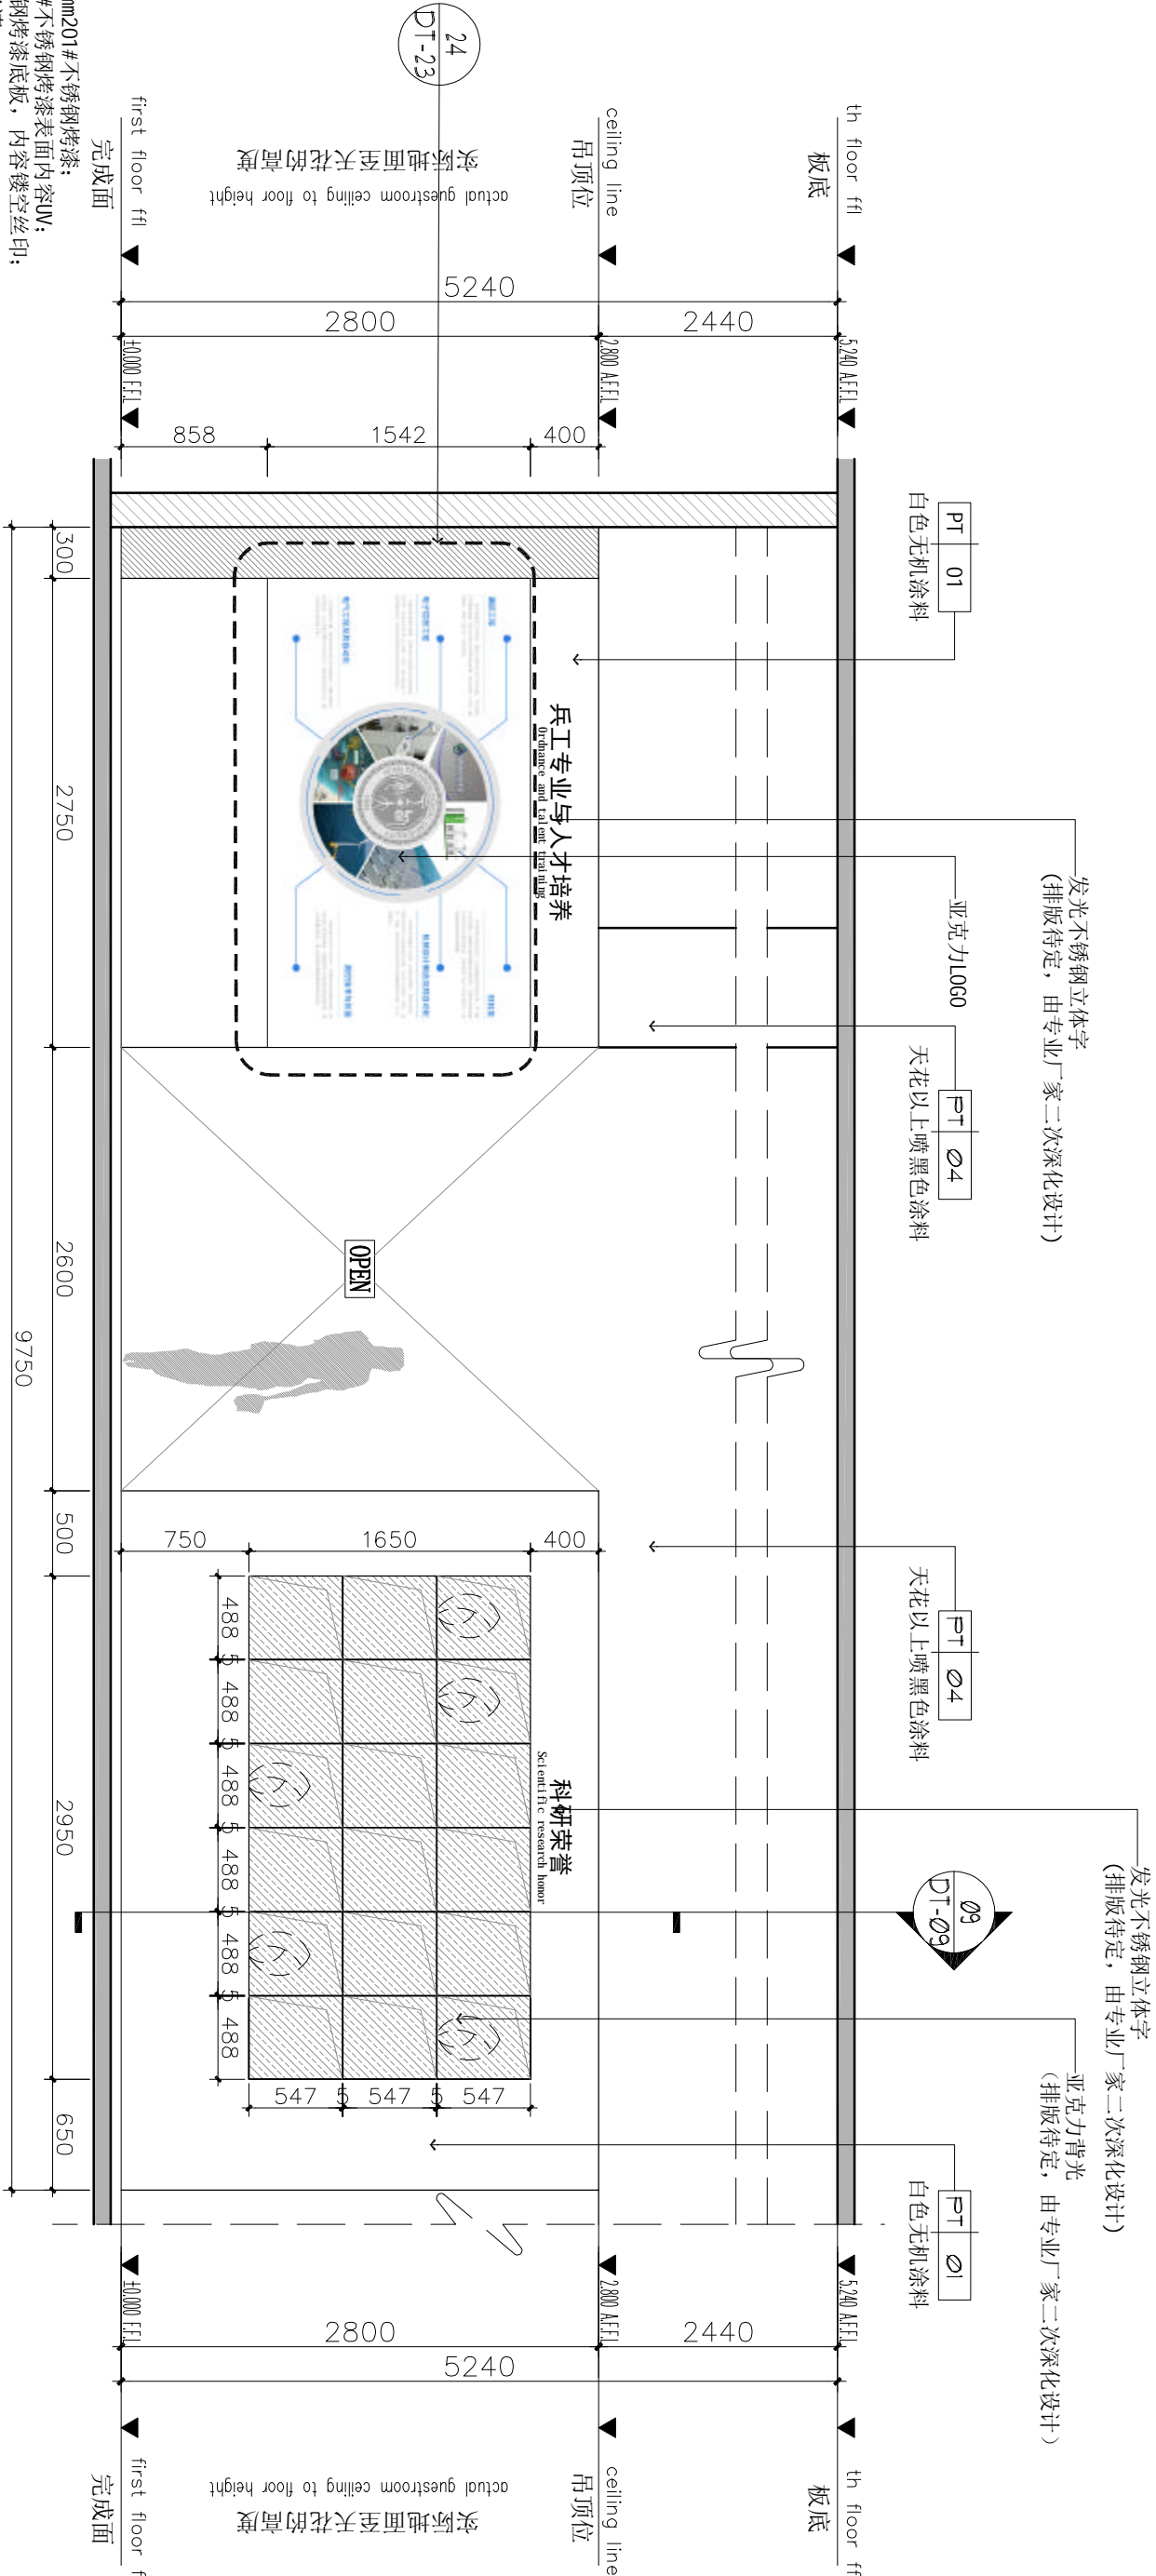 发光不锈钢立体字
(排版待定，由专业厂家二次深化设计)
亚克力背光
(排版待定，由专业厂家二次深化设计)
发光不锈钢立体字
(排版待定，由专业厂家二次深化设计)
亚克力LOGO
PT 01
白色无机涂料
PT 04
天花以上喷黑色涂料
PT 04
天花以上喷黑色涂料
09
DT-09
PT 01
白色无机涂料
th floor ffl
板底
5.240 A.F.F.L
5.240 A.F.F.L
板底
ceiling line
吊顶位
2.800 A.F.F.L
2.800 A.F.F.L
ceiling line
吊顶位
2440
2440
5240
5240
2800
2800
actual guestroom ceiling to floor height
实际地面至天花的高度
actual guestroom ceiling to floor height
实际地面至天花的高度
24
DT-23
400
1542
858
兵工专业与人才培养
Ordnance and talent training
OPEN
400
1650
750
科研荣誉
Scientific research honor
547
5
547
5
547
488 5 488 5 488 5 488 5 488 5 488
first floor ffl
完成面
±0.000 F.F.L
±0.000 F.F.L
first floor
完成面
300 2750 2600 500 2950 650
9750
mm201#不锈钢烤漆；
#不锈钢烤漆表面内容UV；
钢烤漆底板，内容镂空丝印；